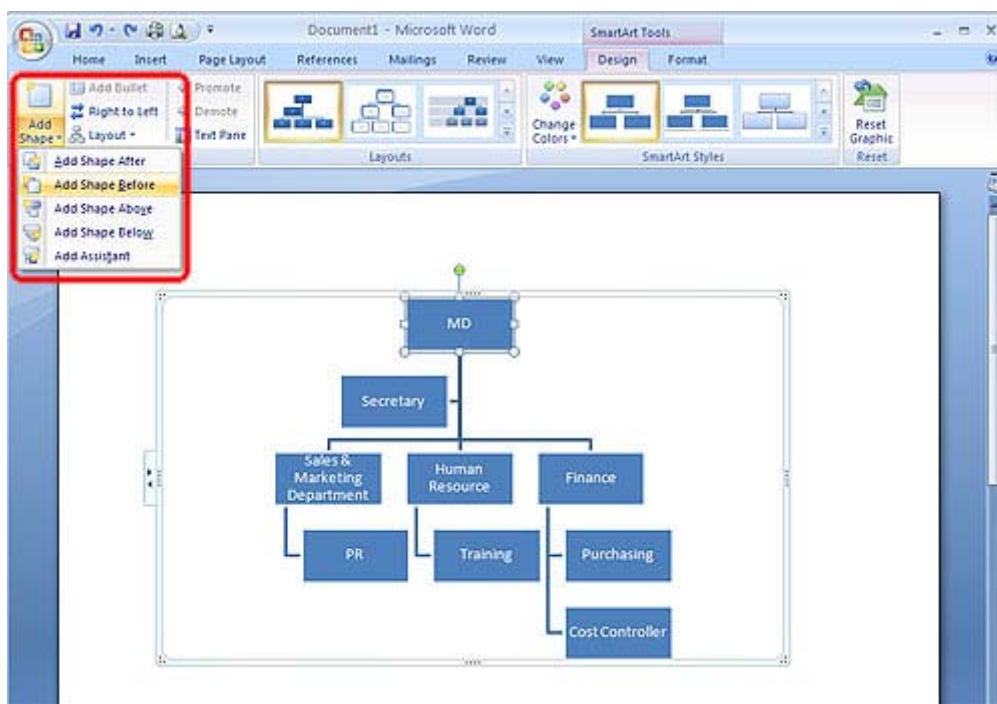 Document1 - Microsoft Word
SmartArt Tools
Home Insert Page Layout References Mailings Review View Design Format
Add Shape
Add Bullet
Right to Left
Layout
Promote
Demote
Text Pane
Layouts
Change Colors
SmartArt Styles
Reset Graphic
Reset
Add Shape After
Add Shape Before
Add Shape Above
Add Shape Below
Add Assistant
MD
Secretary
Sales &
Marketing
Department
Human
Resource
Finance
PR
Training
Purchasing
Cost Controller